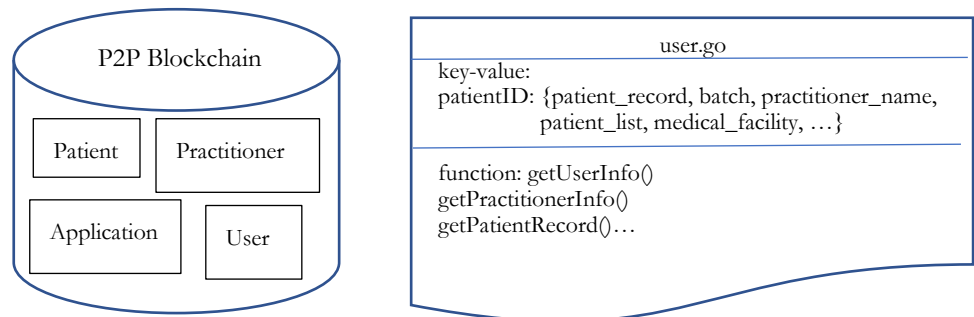 P2P Blockchain
Patient
Practitioner
Application
User
user.go
key-value:
patientID: {patient_record, batch, practitioner_name,
patient_list, medical_facility, …}
function: getUserInfo()
getPractitionerInfo()
getPatientRecord()…